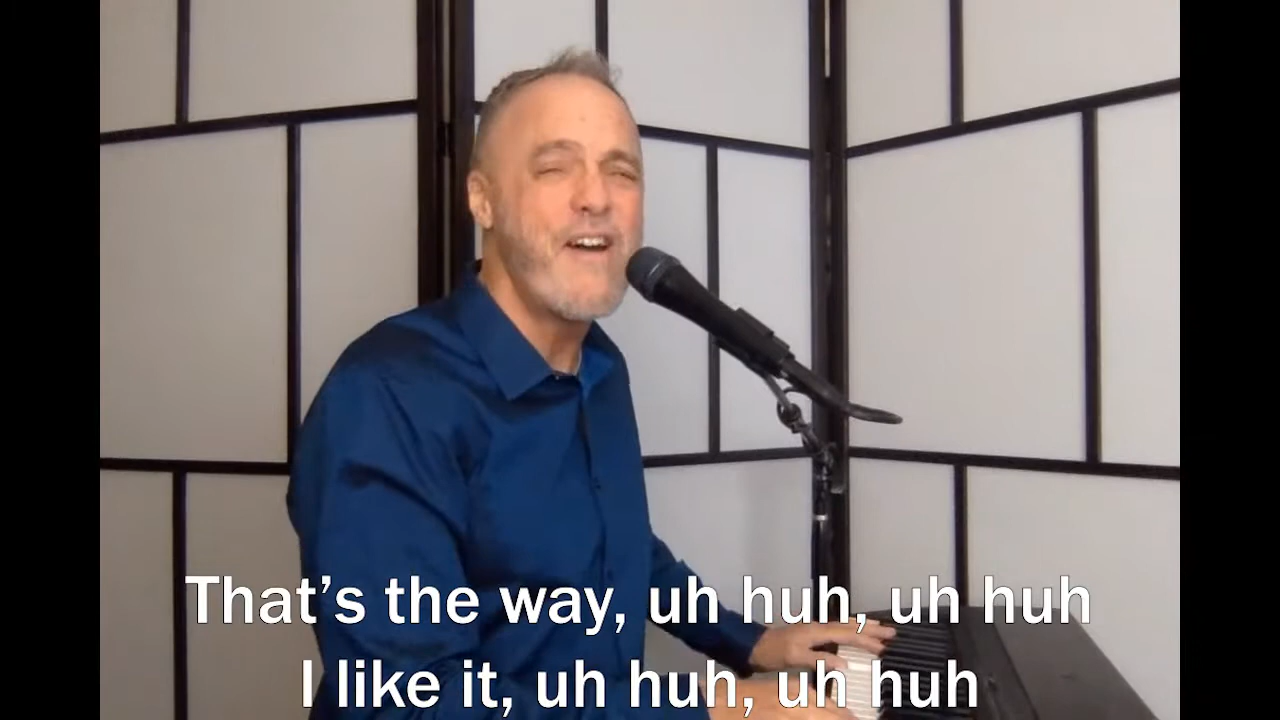 That’s the way, uh huh, uh huh
I like it, uh huh, uh huh